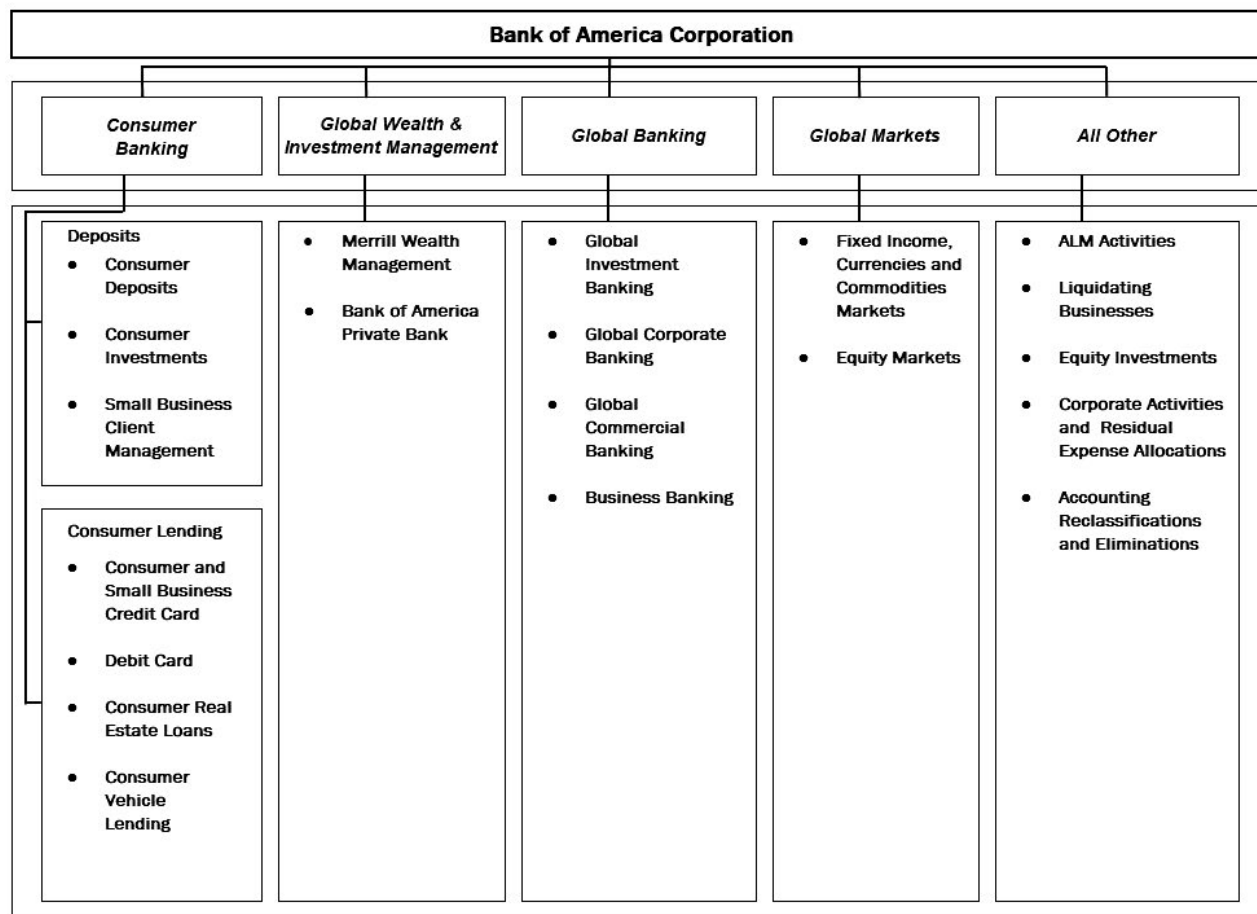 Bank of America Corporation
Consumer
Banking
Global Wealth &
Investment Management
Global Banking
Global Markets
All Other
Deposits
● Consumer
Deposits
● Consumer
Investments
● Small Business
Client
Management
Consumer Lending
● Consumer and
Small Business
Credit Card
● Debit Card
● Consumer Real
Estate Loans
● Consumer
Vehicle
Lending
● Merrill Wealth
Management
● Bank of America
Private Bank
● Global
Investment
Banking
● Global Corporate
Banking
● Global
Commercial
Banking
● Business Banking
● Fixed Income,
Currencies and
Commodities
Markets
● Equity Markets
● ALM Activities
● Liquidating
Businesses
● Equity Investments
● Corporate Activities
and Residual
Expense Allocations
● Accounting
Reclassifications
and Eliminations